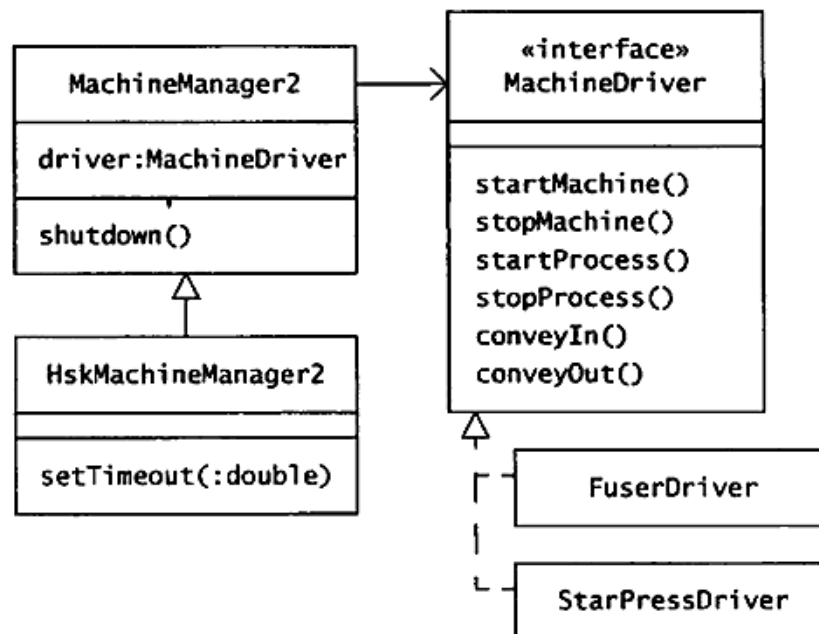 MachineManager2
driver:MachineDriver
shutdown()
HskMachineManager2
setTimeout(:double)
«interface»
MachineDriver
startMachine()
stopMachine()
startProcess()
stopProcess()
conveyIn()
conveyOut()
FuserDriver
StarPressDriver